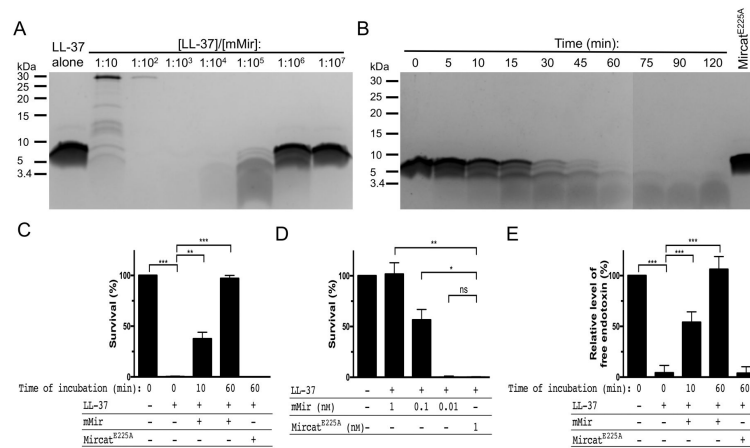 A
LL-37 alone
[LL-37]/[mMir]:
1:10 1:10² 1:10³ 1:10⁴ 1:10⁵ 1:10⁶ 1:10⁷
kDa
30
25
20
15
10
5
3.4
B
Time (min):
0 5 10 15 30 45 60 75 90 120
Mircat^E225A
kDa
30
25
20
15
10
5
3.4
C
Survival (%)
100
50
0
*** ** ***
Time of incubation (min): 0 0 10 60 60
LL-37 - + + + +
mMir - - + + -
Mircat^E225A - - - - +
D
Survival (%)
100
50
0
** * ns
LL-37 - + + + +
mMir (nM) - 1 0.1 0.01 -
Mircat^E225A (nM) - - - - 1
E
Relative level of
free endotoxin (%)
100
50
0
*** *** ***
Time of incubation (min): 0 0 10 60 60
LL-37 - + + + +
mMir - - + + -
Mircat^E225A - - - - +